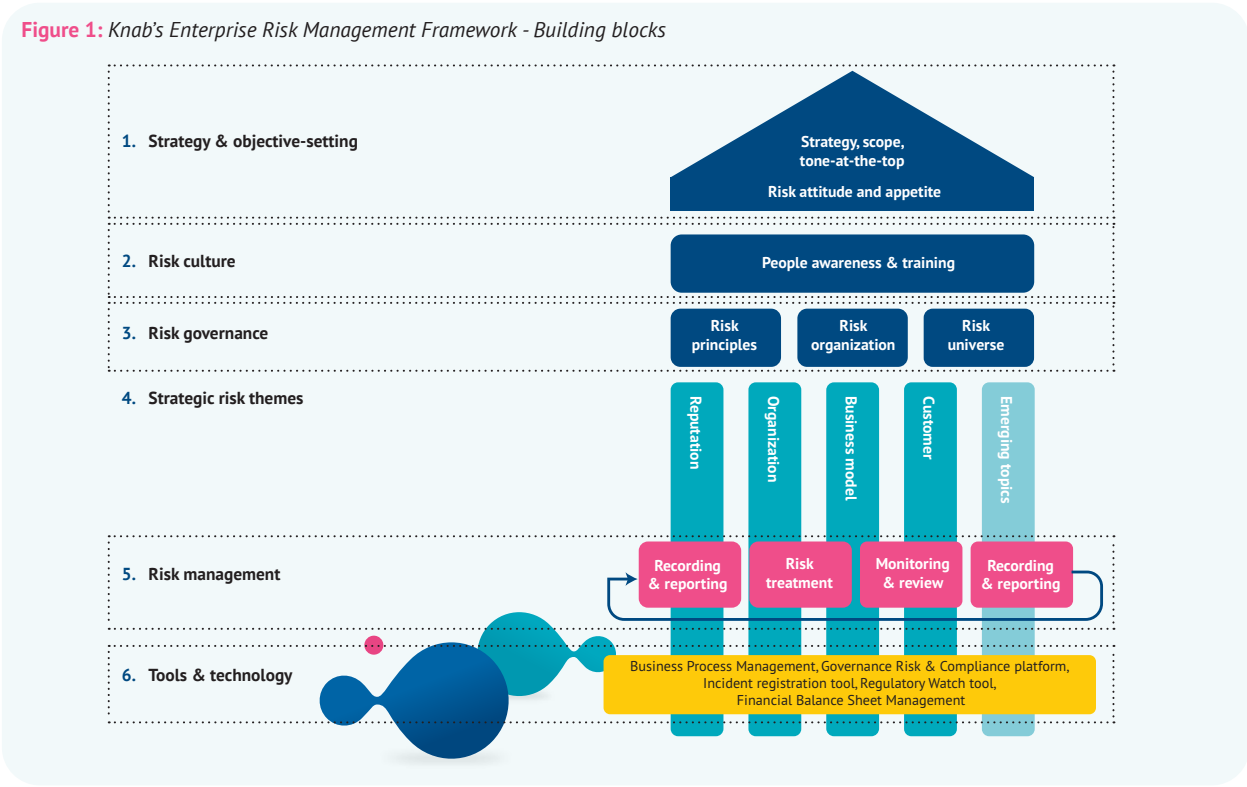 Figure 1: Knab's Enterprise Risk Management Framework - Building blocks
1. Strategy & objective-setting
Strategy, scope,
tone-at-the-top
Risk attitude and appetite
2. Risk culture
People awareness & training
3. Risk governance
Risk
principles
Risk
organization
Risk
universe
4. Strategic risk themes
Reputation
Organization
Business model
Customer
Emerging topics
5. Risk management
Recording
& reporting
Risk
treatment
Monitoring
& review
Recording
& reporting
6. Tools & technology
Business Process Management, Governance Risk & Compliance platform,
Incident registration tool, Regulatory Watch tool,
Financial Balance Sheet Management